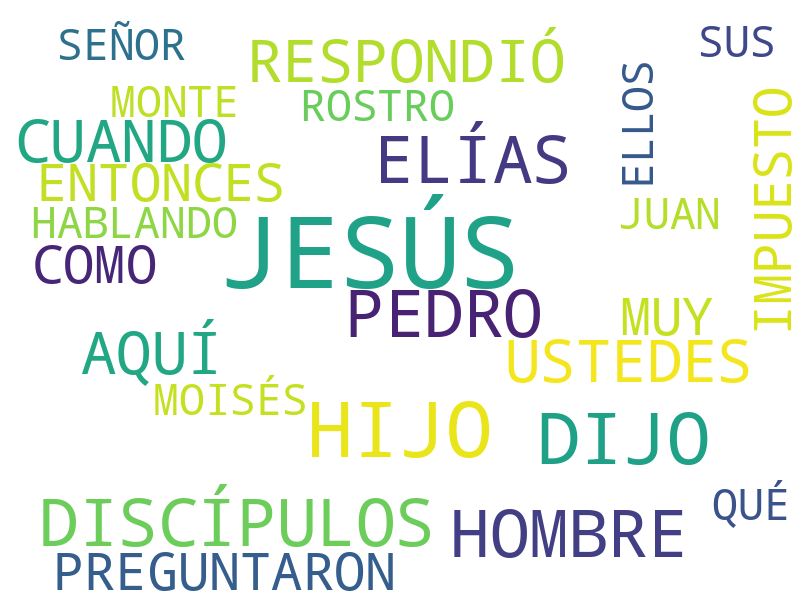 SEÑOR
RESPONDIÓ
SUS
MONTE
ROSTRO
ELLOS
IMPUESTO
CUANDO
ELÍAS
ENTONCES
HABLANDO
JUAN
JESÚS
COMO
PEDRO
MUY
AQUÍ
USTEDES
MOISÉS
HIJO
DIJO
DISCÍPULOS
HOMBRE
QUÉ
PREGUNTARON